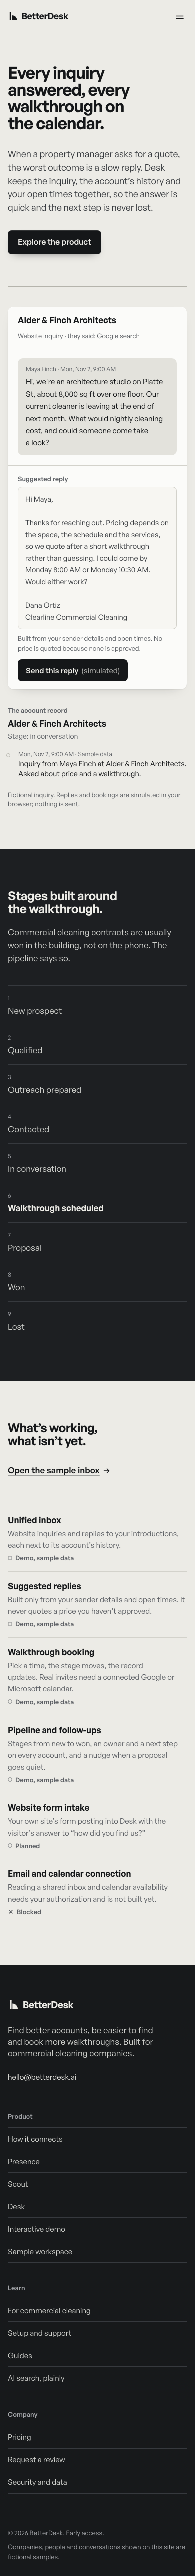 BetterDesk
Every inquiry
answered, every
walkthrough on
the calendar.
When a property manager asks for a quote,
the worst outcome is a slow reply. Desk
keeps the inquiry, the account's history and
your open times together, so the answer is
quick and the next step is never lost.
Explore the product
Alder & Finch Architects
Website inquiry · they said: Google search
Maya Finch · Mon, Nov 2, 9:00 AM
Hi, we're an architecture studio on Platte
St, about 8,000 sq ft over one floor. Our
current cleaner is leaving at the end of
next month. What would nightly cleaning
cost, and could someone come take
a look?
Suggested reply
Hi Maya,
Thanks for reaching out. Pricing depends on
the space, the schedule and the services,
so we quote after a short walkthrough
rather than guessing. I could come by
Monday 8:00 AM or Monday 10:30 AM.
Would either work?
Dana Ortiz
Clearline Commercial Cleaning
Built from your sender details and open times. No
price is quoted because none is approved.
Send this reply (simulated)
The account record
Alder & Finch Architects
Stage: in conversation
Mon, Nov 2, 9:00 AM · Sample data
Inquiry from Maya Finch at Alder & Finch Architects.
Asked about price and a walkthrough.
Fictional inquiry. Replies and bookings are simulated in your
browser; nothing is sent.
Stages built around
the walkthrough.
Commercial cleaning contracts are usually
won in the building, not on the phone. The
pipeline says so.
1
New prospect
2
Qualified
3
Outreach prepared
4
Contacted
5
In conversation
6
Walkthrough scheduled
7
Proposal
8
Won
9
Lost
What's working,
what isn't yet.
Open the sample inbox →
Unified inbox
Website inquiries and replies to your introductions,
each next to its account's history.
Demo, sample data
Suggested replies
Built only from your sender details and open times. It
never quotes a price you haven't approved.
Demo, sample data
Walkthrough booking
Pick a time, the stage moves, the record
updates. Real invites need a connected Google or
Microsoft calendar.
Demo, sample data
Pipeline and follow-ups
Stages from new to won, an owner and a next step
on every account, and a nudge when a proposal
goes quiet.
Demo, sample data
Website form intake
Your own site's form posting into Desk with the
visitor's answer to "how did you find us?"
Planned
Email and calendar connection
Reading a shared inbox and calendar availability
needs your authorization and is not built yet.
Blocked
BetterDesk
Find better accounts, be easier to find
and book more walkthroughs. Built for
commercial cleaning companies.
hello@betterdesk.ai
Product
How it connects
Presence
Scout
Desk
Interactive demo
Sample workspace
Learn
For commercial cleaning
Setup and support
Guides
AI search, plainly
Company
Pricing
Request a review
Security and data
© 2026 BetterDesk. Early access.
Companies, people and conversations shown on this site are
fictional samples.